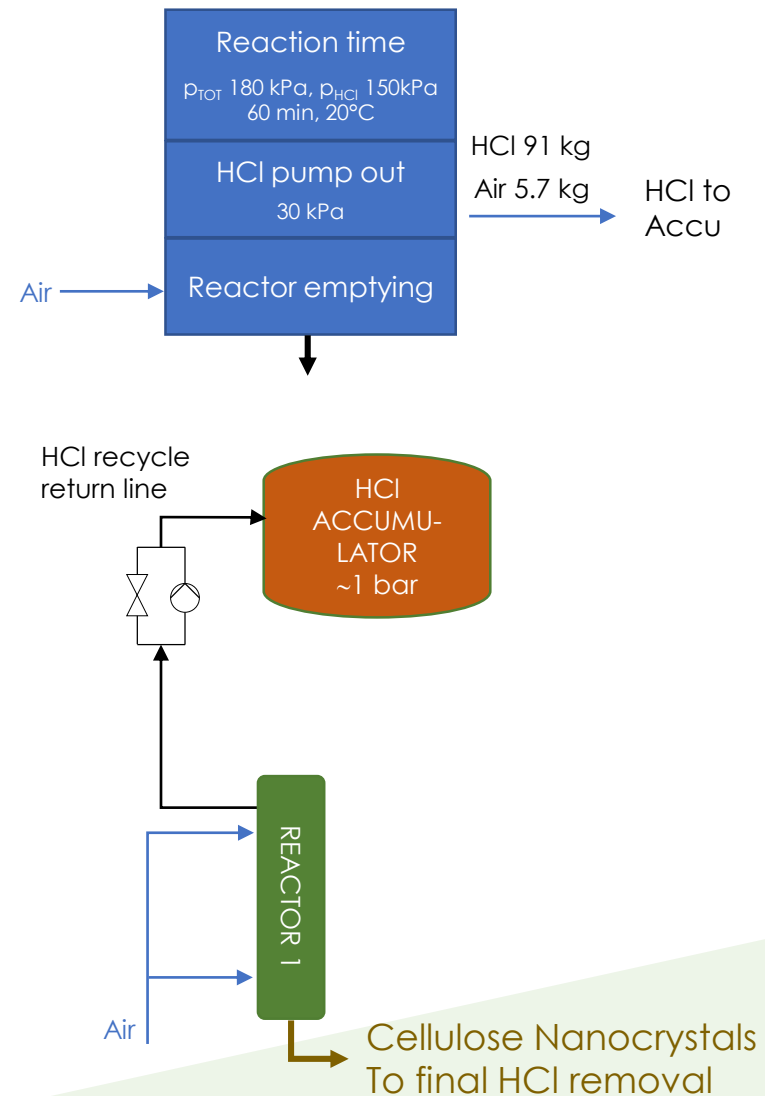 Reaction time
pTOT 180 kPa, pHCl 150kPa
60 min, 20°C
HCl pump out
30 kPa
HCl 91 kg
Air 5.7 kg
HCl to
Accu
Air
Reactor emptying
HCl recycle
return line
HCl
ACCUMU-
LATOR
~1 bar
REACTOR 1
Air
Cellulose Nanocrystals
To final HCl removal